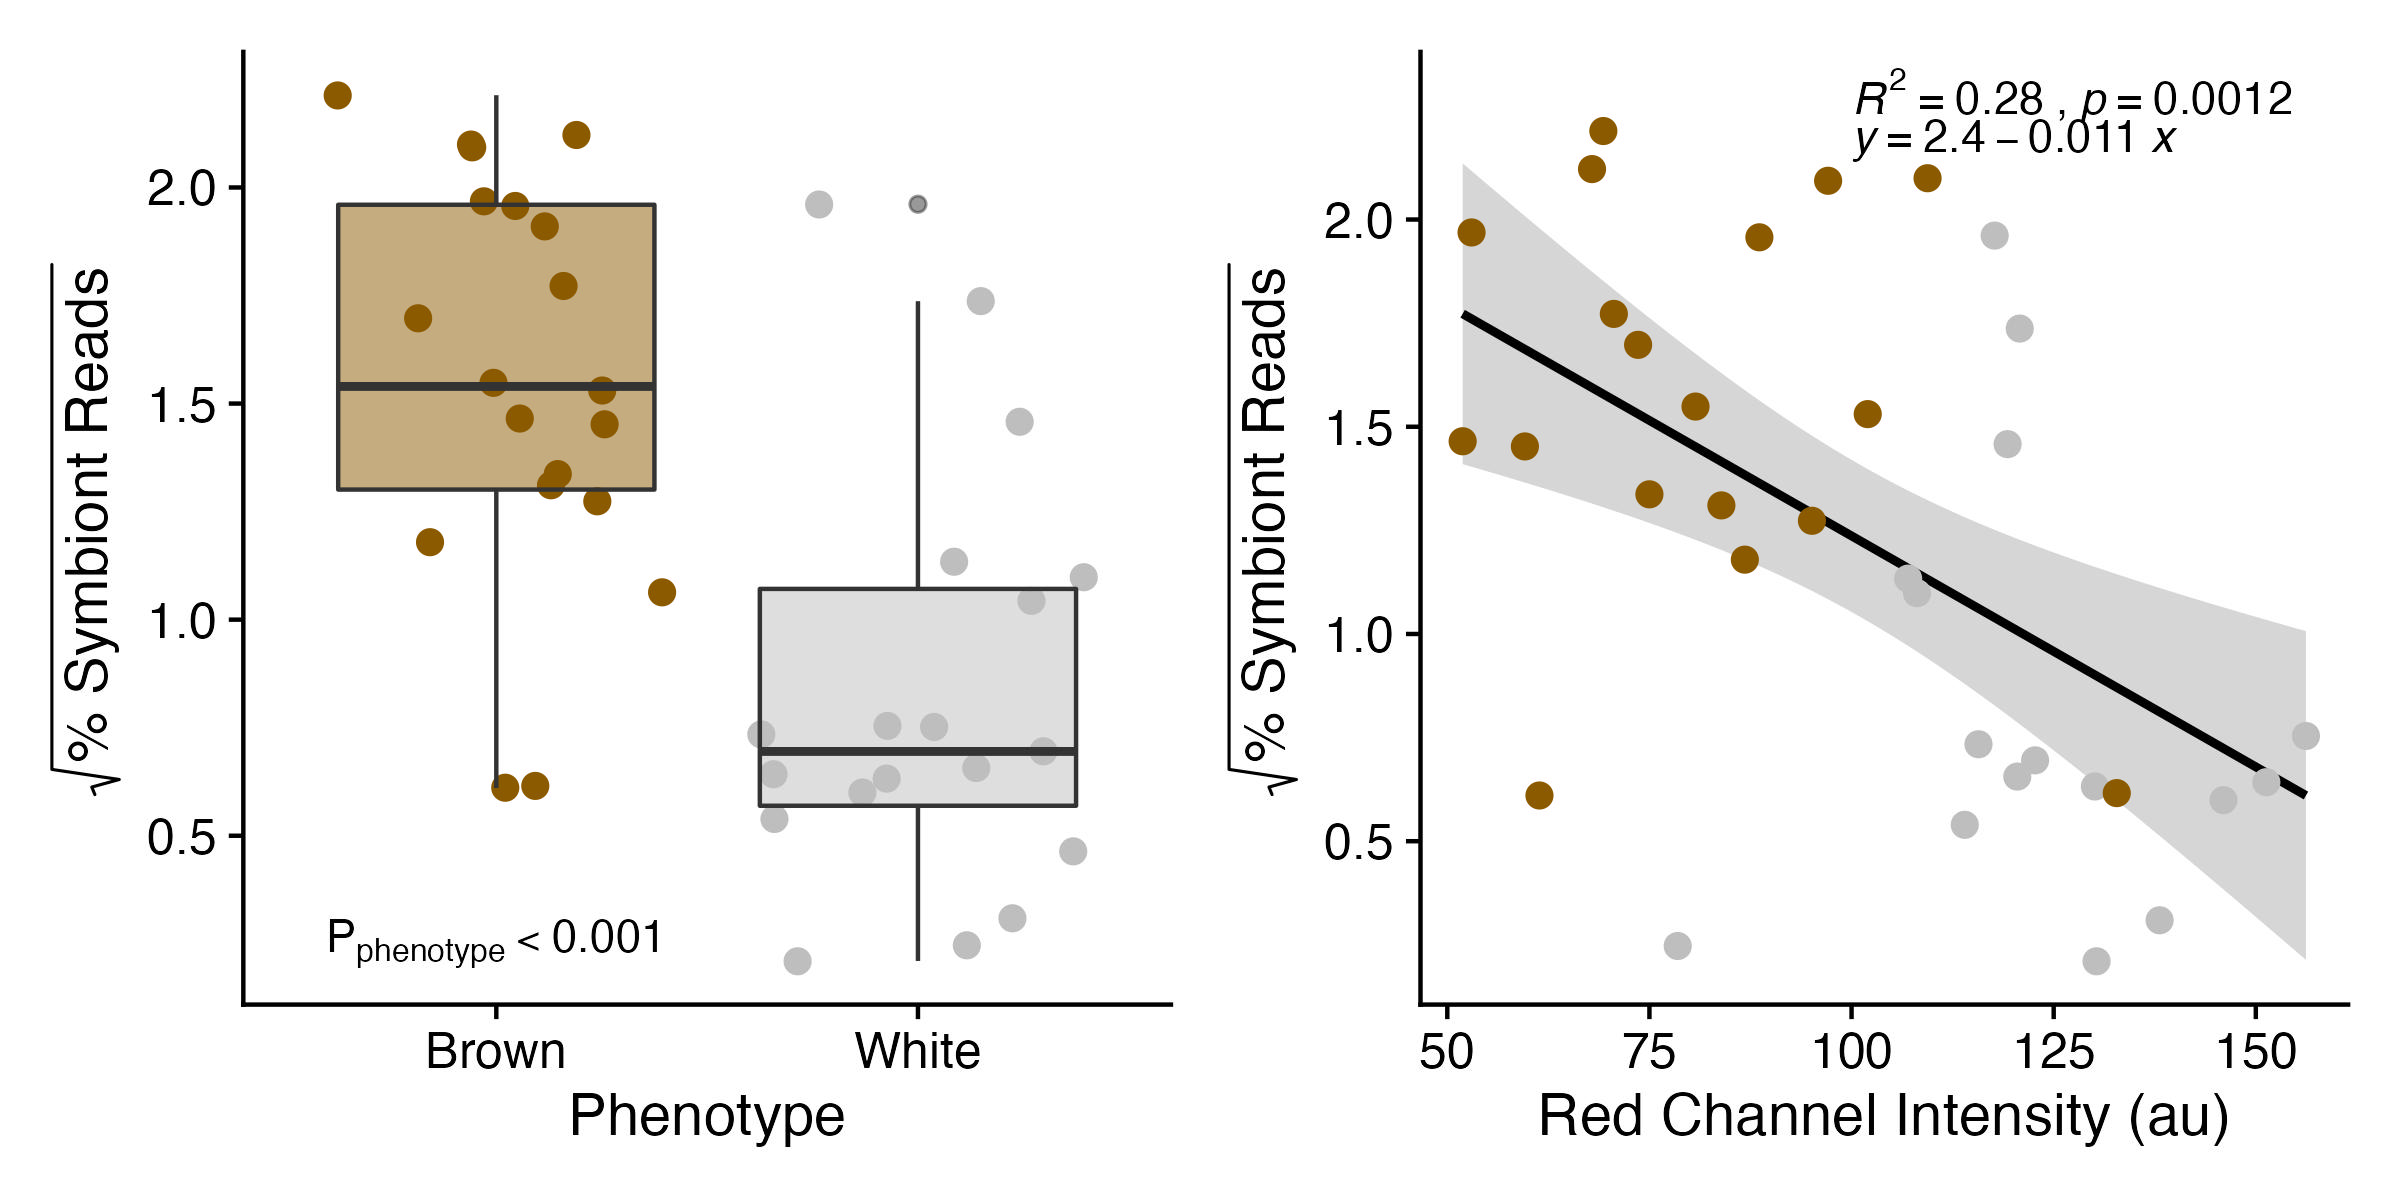 √% Symbiont Reads
2.0
1.5
1.0
0.5
P_phenotype < 0.001
Brown White
Phenotype
√% Symbiont Reads
2.0
1.5
1.0
0.5
R² = 0.28 , p = 0.0012
y = 2.4 − 0.011 x
50 75 100 125 150
Red Channel Intensity (au)